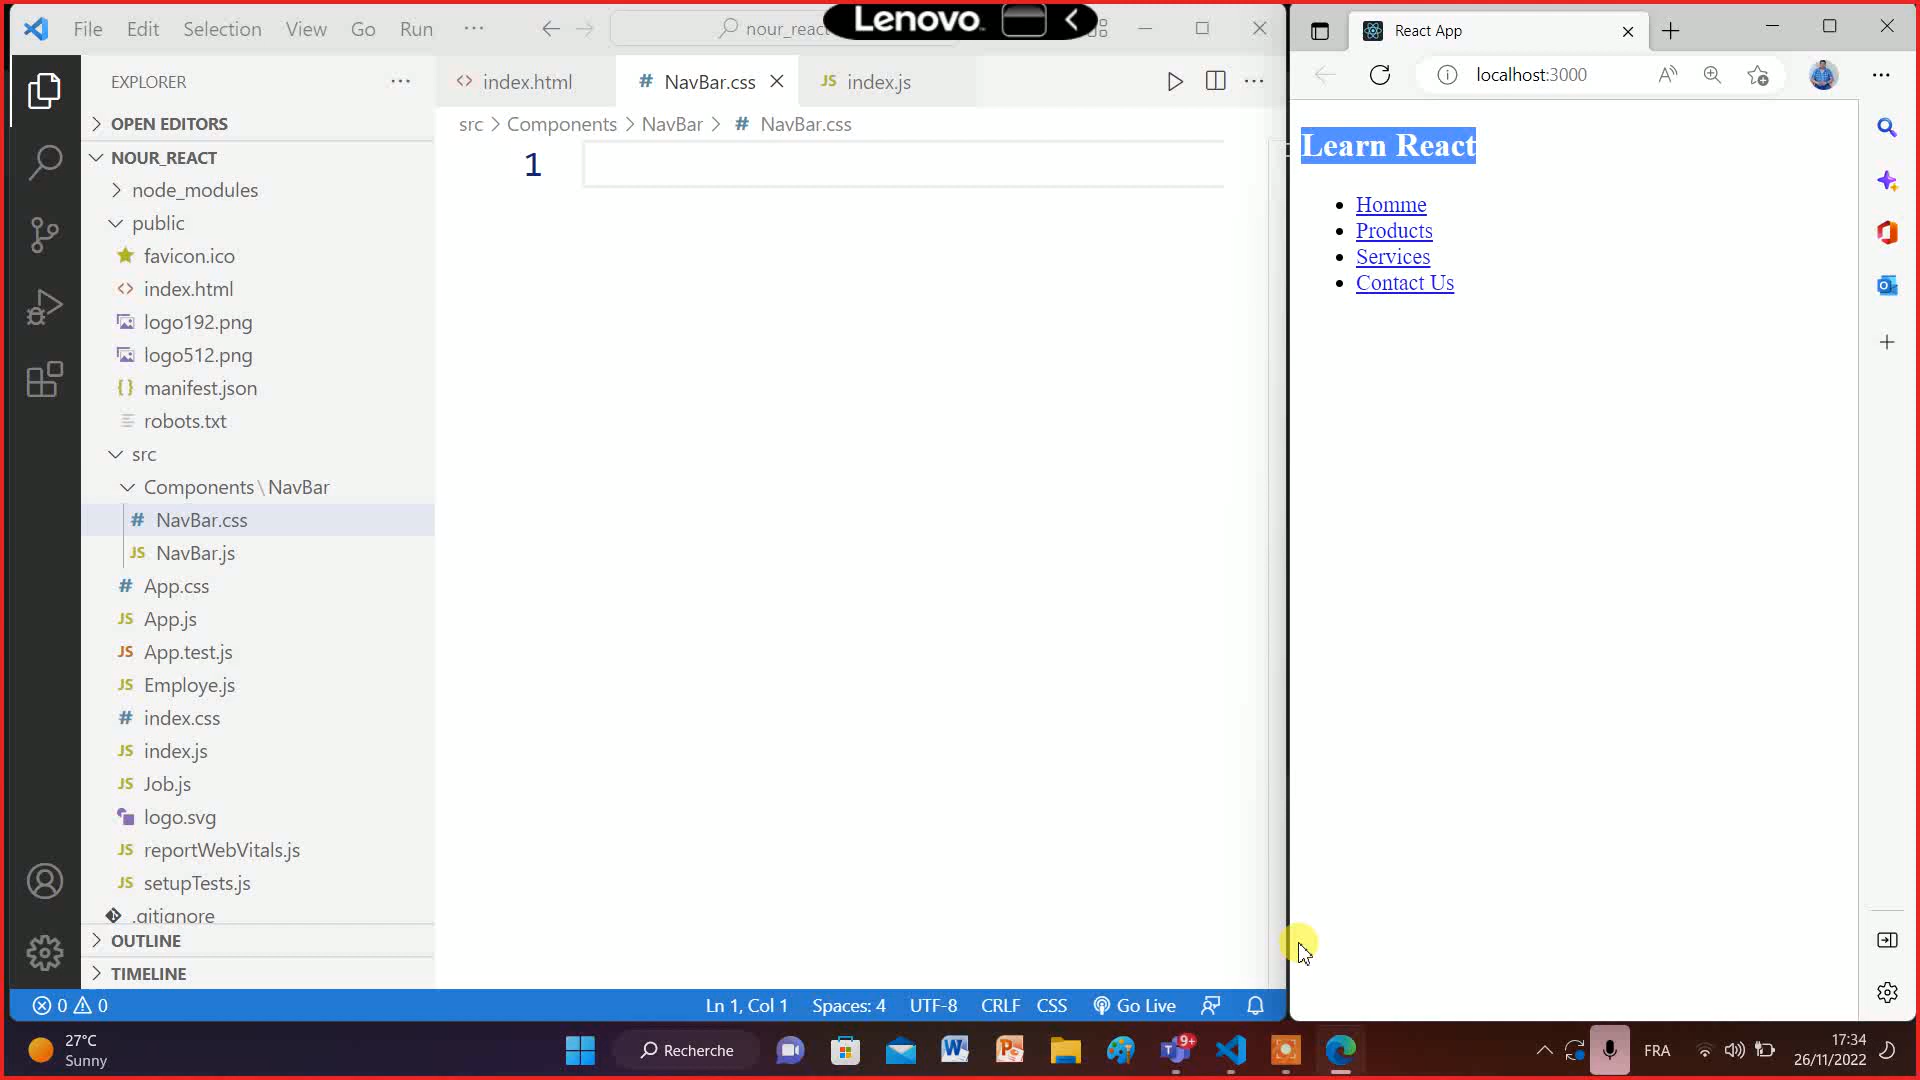 File Edit Selection View Go Run ...
nour_reac
Lenovo
EXPLORER
OPEN EDITORS
NOUR_REACT
node_modules
public
favicon.ico
index.html
logo192.png
logo512.png
manifest.json
robots.txt
src
Components\NavBar
NavBar.css
NavBar.js
App.css
App.js
App.test.js
Employe.js
index.css
index.js
Job.js
logo.svg
reportWebVitals.js
setupTests.js
.gitignore
OUTLINE
TIMELINE
index.html
NavBar.css
index.js
src > Components > NavBar > # NavBar.css
1
0 0
Ln 1, Col 1 Spaces: 4 UTF-8 CRLF CSS Go Live
React App
localhost:3000
Learn React
Homme
Products
Services
Contact Us
27°C
Sunny
Recherche
9+
FRA
17:34
26/11/2022